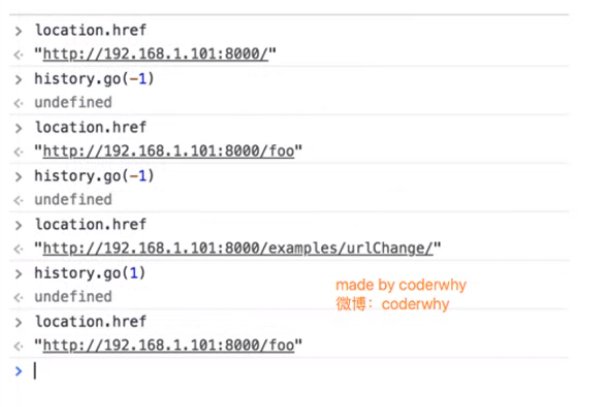 > location.href
<· "http://192.168.1.101:8000/"
> history.go(-1)
<· undefined
> location.href
<· "http://192.168.1.101:8000/foo"
> history.go(-1)
<· undefined
> location.href
<· "http://192.168.1.101:8000/examples/urlChange/"
> history.go(1)
<· undefined
> location.href
<· "http://192.168.1.101:8000/foo"
>
made by coderwhy
微博：coderwhy